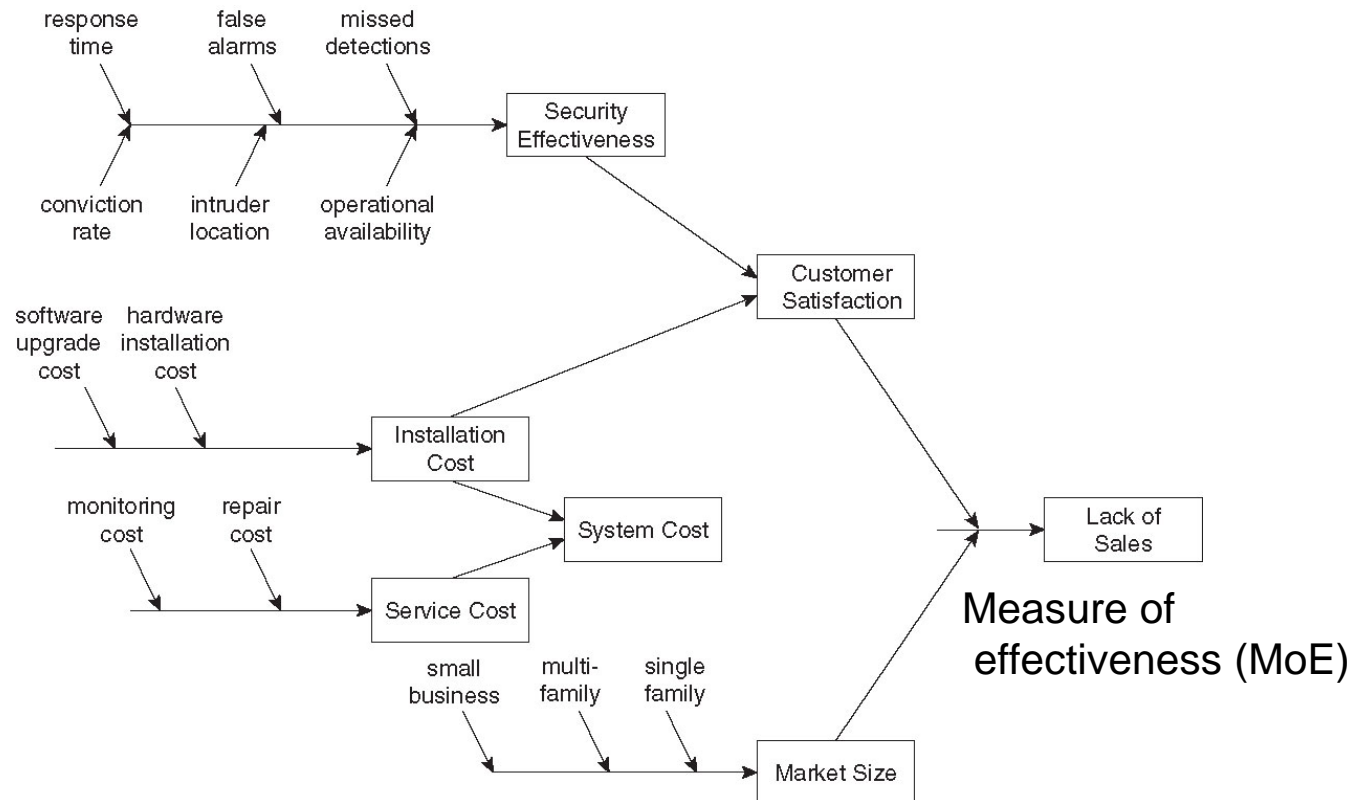 response
time
false
alarms
missed
detections
Security
Effectiveness
conviction
rate
intruder
location
operational
availability
Customer
Satisfaction
software
upgrade
cost
hardware
installation
cost
Installation
Cost
monitoring
cost
repair
cost
System Cost
Lack of
Sales
Service Cost
Measure of
effectiveness (MoE)
small
business
multi-
family
single
family
Market Size